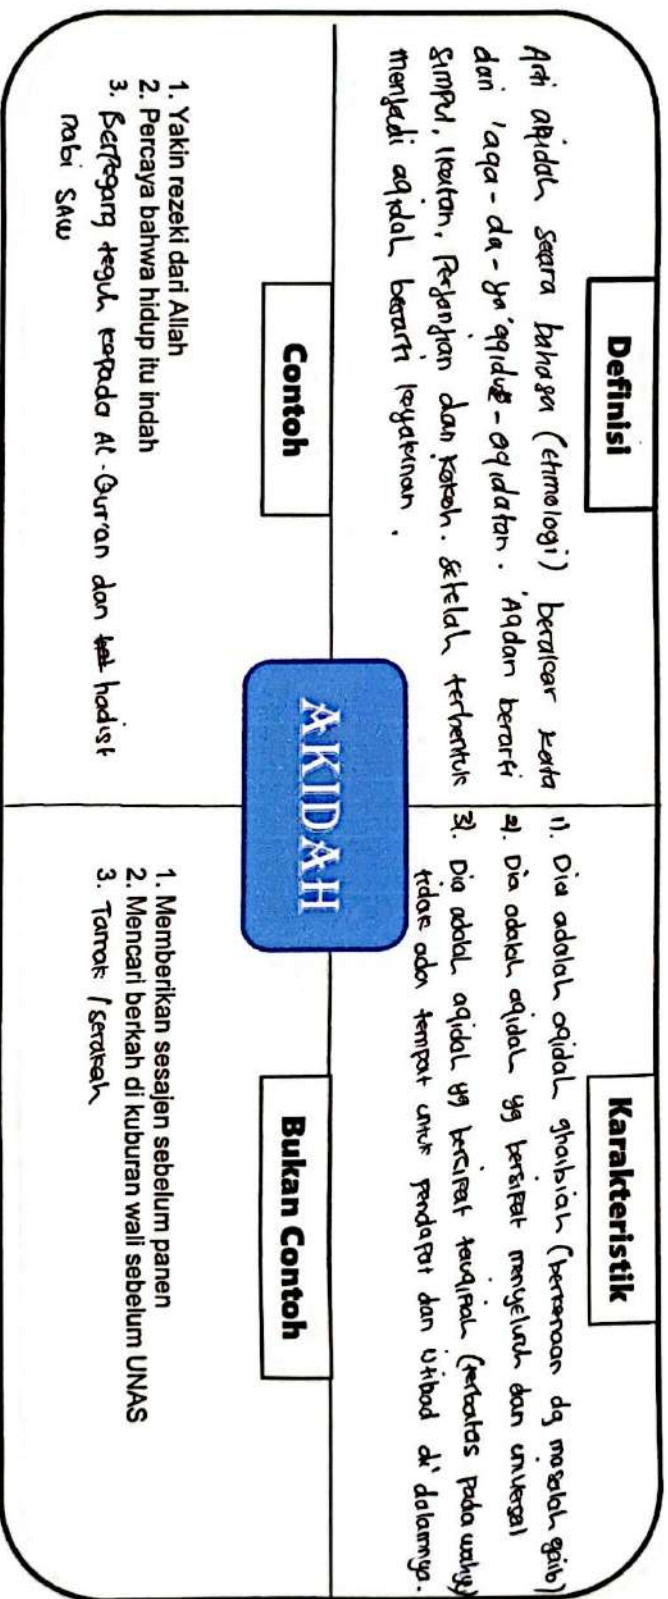 Definisi
Arti aqidah secara bahasa (etimologi) berakar kata
dari 'aqa-da-ya'qqidu-aqidatan. 'Aqdan berarti
simpul, ikatan, Perjanjian dan kokoh. setelah terbentuk
menjadi aqidah berarti keyakinan.
Karakteristik
1). Dia adalah aqidah ghaibiah (berkenaan dg masalah gaib)
2). Dia adalah aqidah yg bersifat menyeluruh dan universal
3). Dia adalah aqidah yg bersifat tauqifiah (terbatas pada wahyu)
tidak ada tempat untuk pendapat dan ijtihad di dalamnya.
AKIDAH
Contoh
1. Yakin rezeki dari Allah
2. Percaya bahwa hidup itu indah
3. Berpegang teguh kepada Al-Qur'an dan hadist
nabi SAW
Bukan Contoh
1. Memberikan sesajen sebelum panen
2. Mencari berkah di kuburan wali sebelum UNAS
3. Tamak / serakah